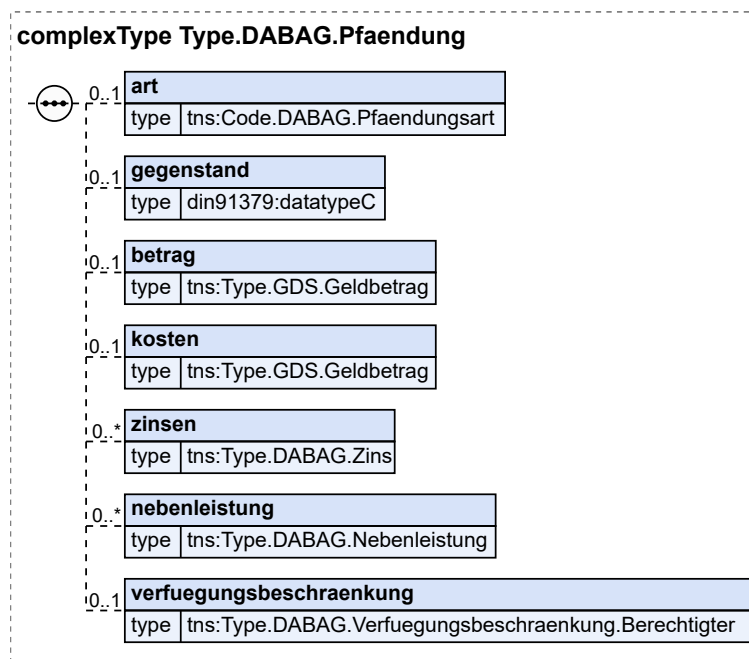 complexType Type.DABAG.Pfaendung
0..1 art
type tns:Code.DABAG.Pfaendungsart
0..1 gegenstand
type din91379:datatypeC
0..1 betrag
type tns:Type.GDS.Geldbetrag
0..1 kosten
type tns:Type.GDS.Geldbetrag
0..* zinsen
type tns:Type.DABAG.Zins
0..* nebenleistung
type tns:Type.DABAG.Nebenleistung
0..1 verfuegungsbeschraenkung
type tns:Type.DABAG.Verfuegungsbeschraenkung.Berechtigter